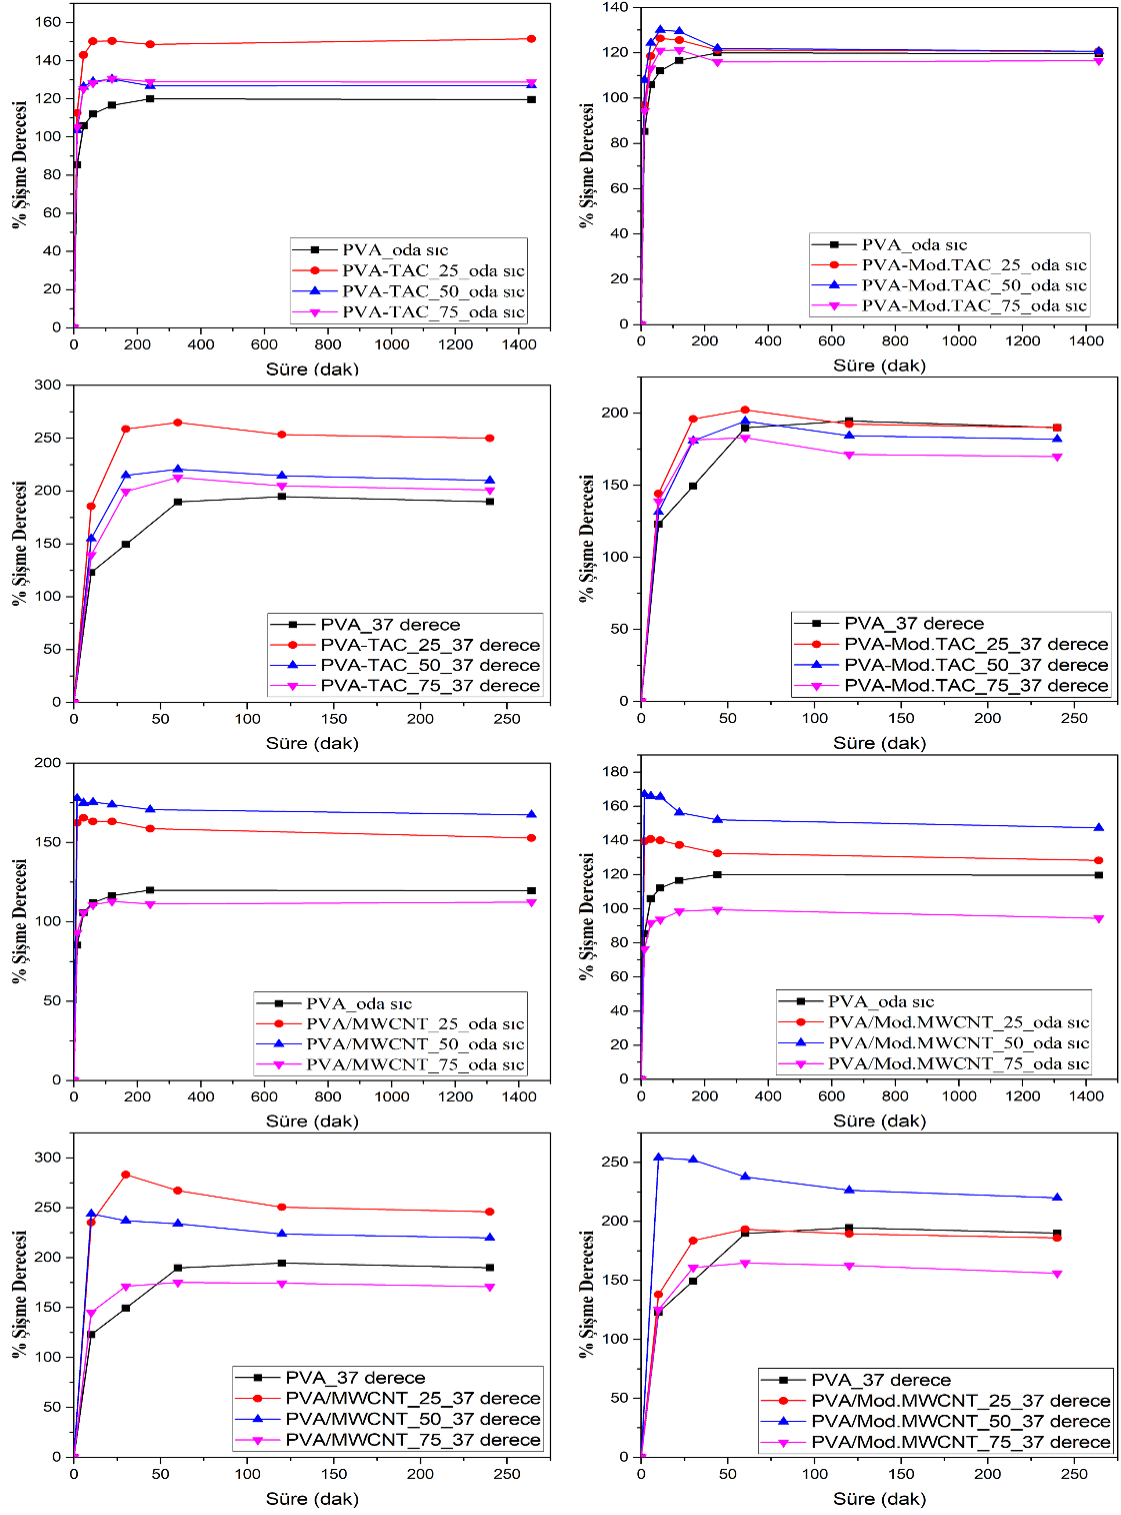 % Şişme Derecesi
160
140
120
100
80
60
40
20
0
PVA_oda sıc
PVA-TAC_25_oda sıc
PVA-TAC_50_oda sıc
PVA-TAC_75_oda sıc
0 200 400 600 800 1000 1200 1400
Süre (dak)
% Şişme Derecesi
140
120
100
80
60
40
20
0
PVA_oda sıc
PVA-Mod.TAC_25_oda sıc
PVA-Mod.TAC_50_oda sıc
PVA-Mod.TAC_75_oda sıc
0 200 400 600 800 1000 1200 1400
Süre (dak)
% Şişme Derecesi
300
250
200
150
100
50
0
PVA_37 derece
PVA-TAC_25_37 derece
PVA-TAC_50_37 derece
PVA-TAC_75_37 derece
0 50 100 150 200 250
Süre (dak)
% Şişme Derecesi
200
150
100
50
0
PVA_37 derece
PVA-Mod.TAC_25_37 derece
PVA-Mod.TAC_50_37 derece
PVA-Mod.TAC_75_37 derece
0 50 100 150 200 250
Süre (dak)
% Şişme Derecesi
200
150
100
50
0
PVA_oda sıc
PVA/MWCNT_25_oda sıc
PVA/MWCNT_50_oda sıc
PVA/MWCNT_75_oda sıc
0 200 400 600 800 1000 1200 1400
Süre (dak)
% Şişme Derecesi
180
160
140
120
100
80
60
40
20
0
PVA_oda sıc
PVA/Mod.MWCNT_25_oda sıc
PVA/Mod.MWCNT_50_oda sıc
PVA/Mod.MWCNT_75_oda sıc
0 200 400 600 800 1000 1200 1400
Süre (dak)
% Şişme Derecesi
300
250
200
150
100
50
0
PVA_37 derece
PVA/MWCNT_25_37 derece
PVA/MWCNT_50_37 derece
PVA/MWCNT_75_37 derece
0 50 100 150 200 250
Süre (dak)
% Şişme Derecesi
250
200
150
100
50
0
PVA_37 derece
PVA/Mod.MWCNT_25_37 derece
PVA/Mod.MWCNT_50_37 derece
PVA/Mod.MWCNT_75_37 derece
0 50 100 150 200 250
Süre (dak)